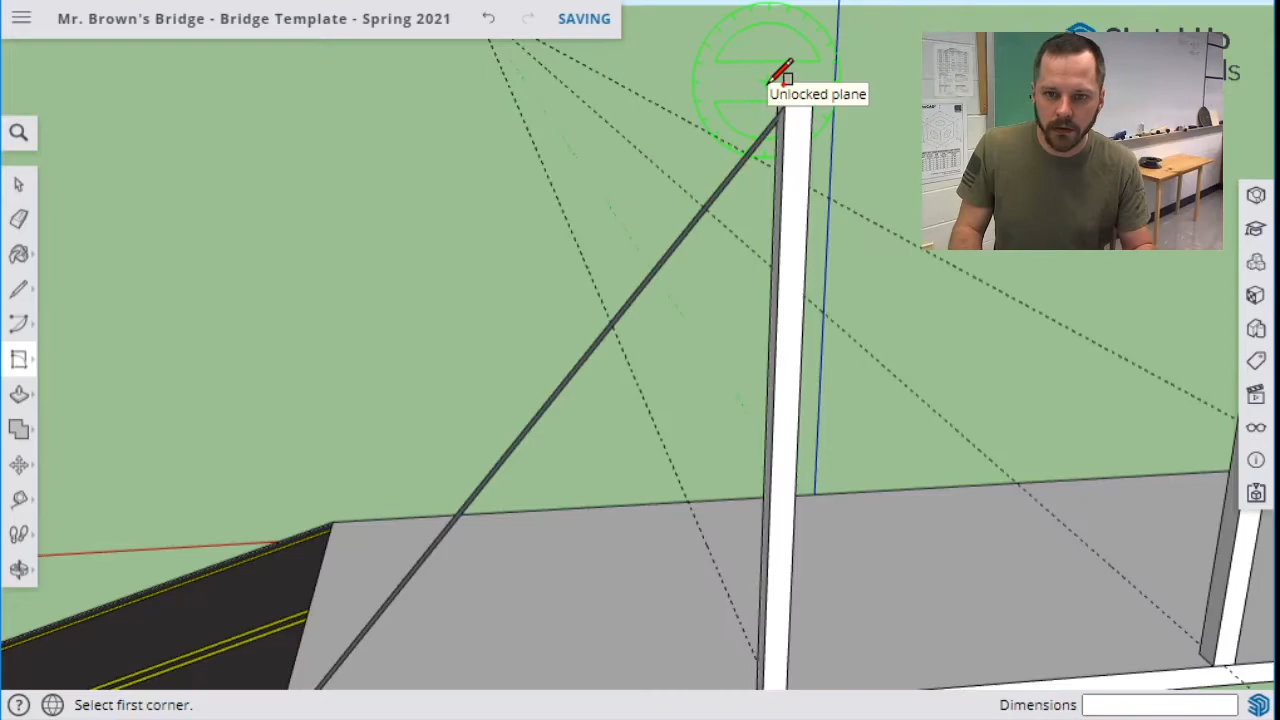 Mr. Brown's Bridge - Bridge Template - Spring 2021
SAVING
Unlocked plane
Select first corner.
Dimensions